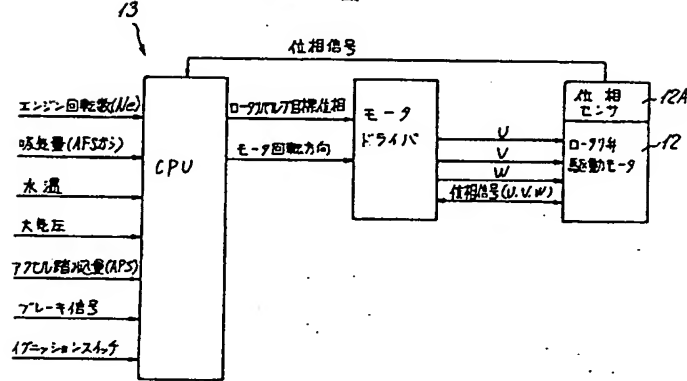 13
位相信号
エンジン回転数(Ne)
吸気量(AFSから)
水温
大気圧
アクセル踏み込量(APS)
ブレーキ信号
イグニッションスイッチ
CPU
ロータリバルブ目標位相
モータ回転方向
モータ
ドライバ
U
V
W
位相信号(U.V.W)
位相
センサ
12A
ロータリ弁
駆動モータ
12